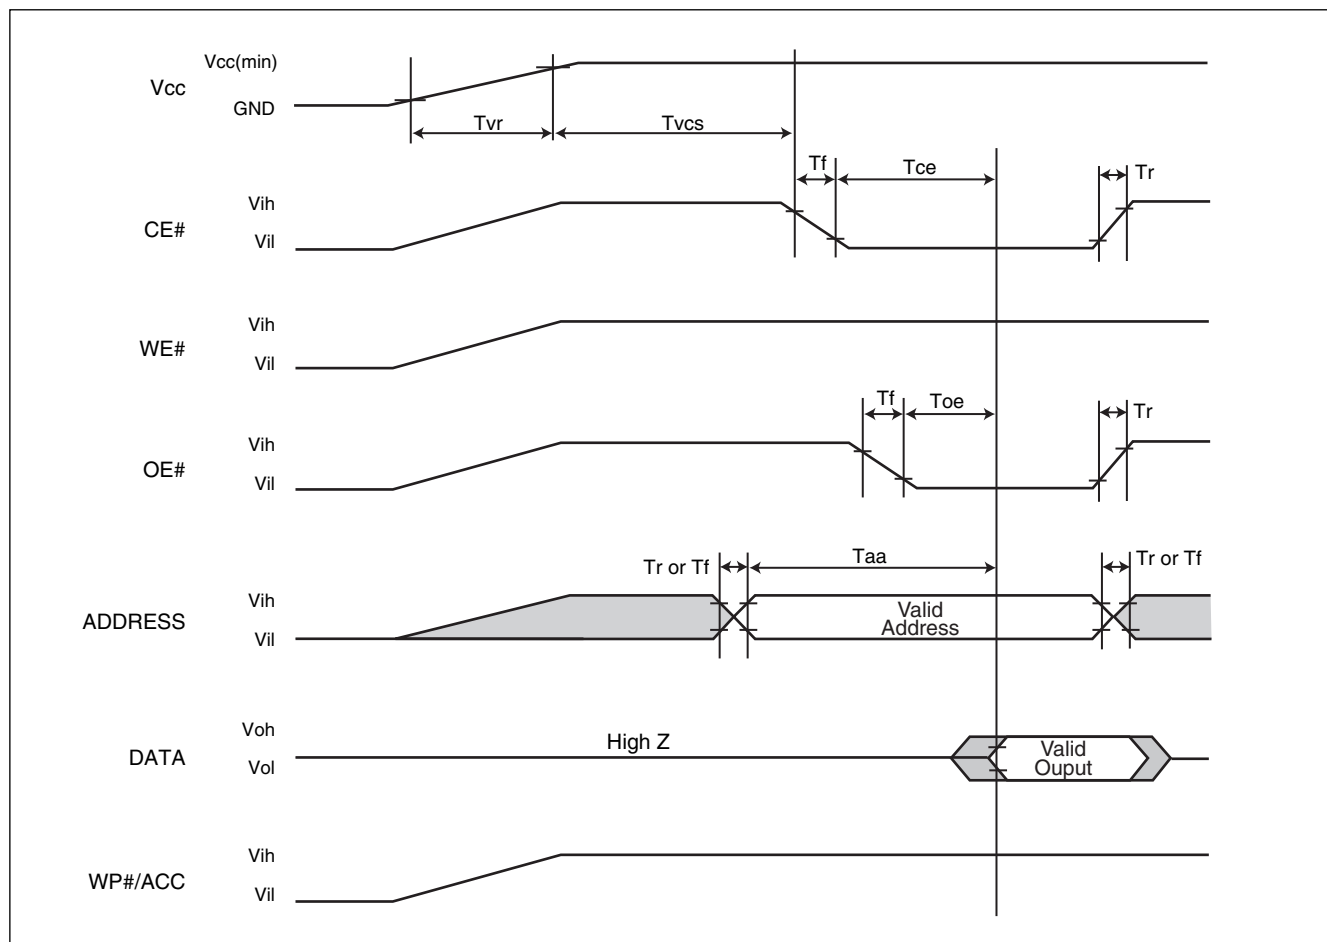 Vcc(min)
Vcc
GND
Tvr
Tvcs
Tf
Tce
Tr
Vih
CE#
Vil
Vih
WE#
Vil
Tf
Toe
Tr
Vih
OE#
Vil
Tr or Tf
Taa
Tr or Tf
Vih
ADDRESS
Vil
Valid
Address
Voh
DATA
Vol
High Z
Valid
Ouput
Vih
WP#/ACC
Vil